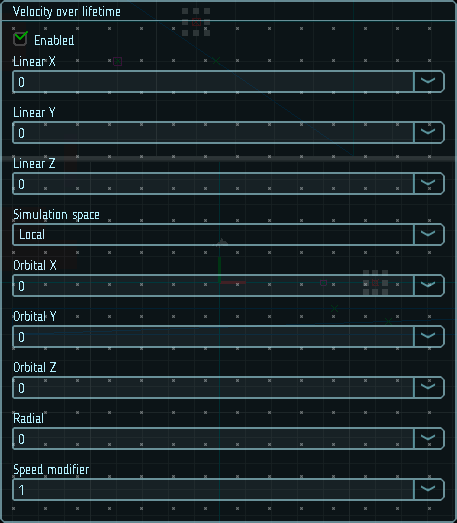 Velocity over lifetime
Enabled
Linear X
0
Linear Y
0
Linear Z
0
Simulation space
Local
Orbital X
0
Orbital Y
0
Orbital Z
0
Radial
0
Speed modifier
1